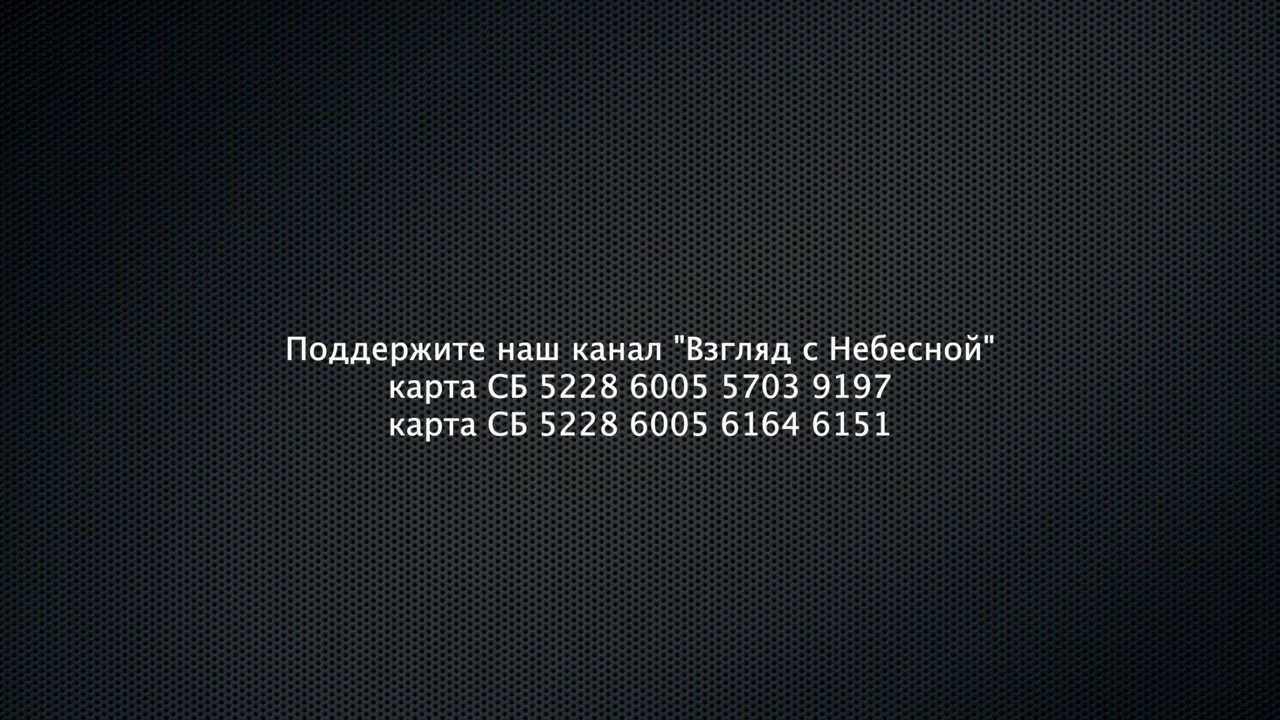 Поддержите наш канал "Взгляд с Небесной"
карта СБ 5228 6005 5703 9197
карта СБ 5228 6005 6164 6151